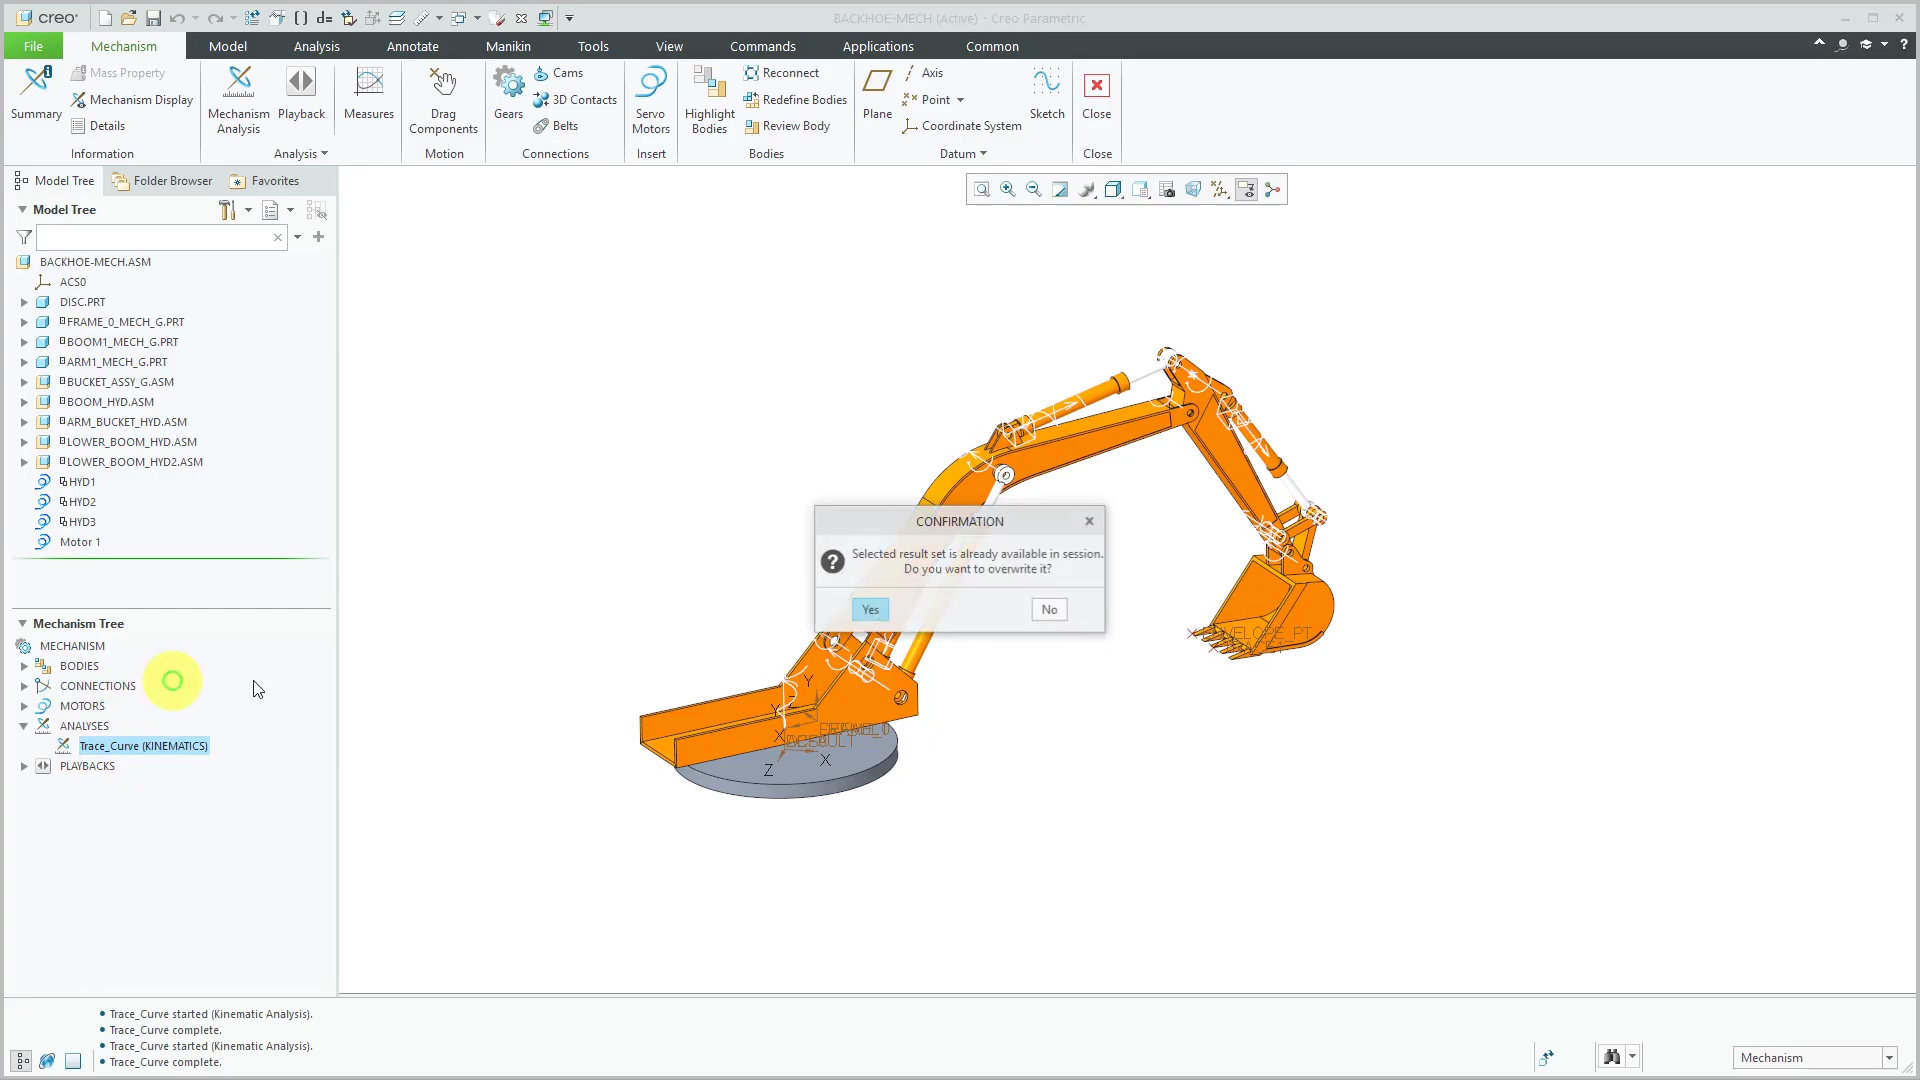 creo
BACKHOE-MECH (Active) - Creo Parametric
File
Mechanism
Model
Analysis
Annotate
Manikin
Tools
View
Commands
Applications
Common
Summary
Mass Property
Mechanism Display
Details
Information
Mechanism
Analysis
Playback
Measures
Analysis
Drag
Components
Motion
Gears
Cams
3D Contacts
Belts
Connections
Servo
Motors
Insert
Highlight
Bodies
Reconnect
Redefine Bodies
Review Body
Bodies
Plane
Axis
Point
Coordinate System
Sketch
Datum
Close
Close
Model Tree
Folder Browser
Favorites
Model Tree
BACKHOE-MECH.ASM
ACS0
DISC.PRT
FRAME_0_MECH_G.PRT
BOOM1_MECH_G.PRT
ARM1_MECH_G.PRT
BUCKET_ASSY_G.ASM
BOOM_HYD.ASM
ARM_BUCKET_HYD.ASM
LOWER_BOOM_HYD.ASM
LOWER_BOOM_HYD2.ASM
HYD1
HYD2
HYD3
Motor 1
Mechanism Tree
MECHANISM
BODIES
CONNECTIONS
MOTORS
ANALYSES
Trace_Curve (KINEMATICS)
PLAYBACKS
CONFIRMATION
Selected result set is already available in session.
Do you want to overwrite it?
Yes
No
ENVELOPE_PT
Y
Y
Z
X
X
Z
Trace_Curve started (Kinematic Analysis).
Trace_Curve complete.
Trace_Curve started (Kinematic Analysis).
Trace_Curve complete.
Mechanism